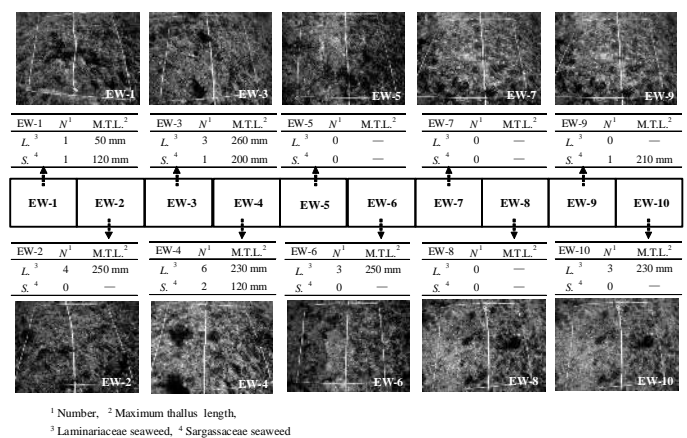 EW-1 EW-3 EW-5 EW-7 EW-9
EW-1 N¹ M.T.L.² EW-3 N¹ M.T.L.² EW-5 N¹ M.T.L.² EW-7 N¹ M.T.L.² EW-9 N¹ M.T.L.²
L.³ 1 50 mm L.³ 3 260 mm L.³ 0 — L.³ 0 — L.³ 0 —
S.⁴ 1 120 mm S.⁴ 1 200 mm S.⁴ 0 — S.⁴ 0 — S.⁴ 1 210 mm
EW-1 EW-2 EW-3 EW-4 EW-5 EW-6 EW-7 EW-8 EW-9 EW-10
EW-2 N¹ M.T.L.² EW-4 N¹ M.T.L.² EW-6 N¹ M.T.L.² EW-8 N¹ M.T.L.² EW-10 N¹ M.T.L.²
L.³ 4 250 mm L.³ 6 230 mm L.³ 3 250 mm L.³ 0 — L.³ 3 230 mm
S.⁴ 0 — S.⁴ 2 120 mm S.⁴ 0 — S.⁴ 0 — S.⁴ 0 —
EW-2 EW-4 EW-6 EW-8 EW-10
¹ Number, ² Maximum thallus length,
³ Laminariaceae seaweed, ⁴ Sargassaceae seaweed